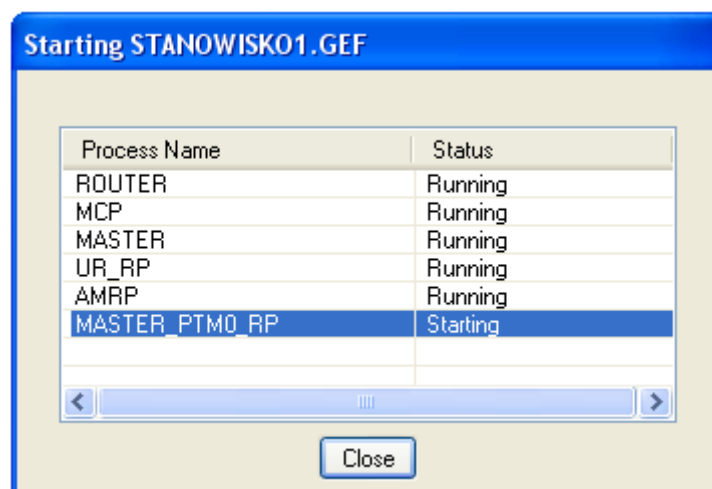 Starting STANOWISKO1.GEF
Process Name Status
ROUTER Running
MCP Running
MASTER Running
UR_RP Running
AMRP Running
MASTER_PTM0_RP Starting
Close